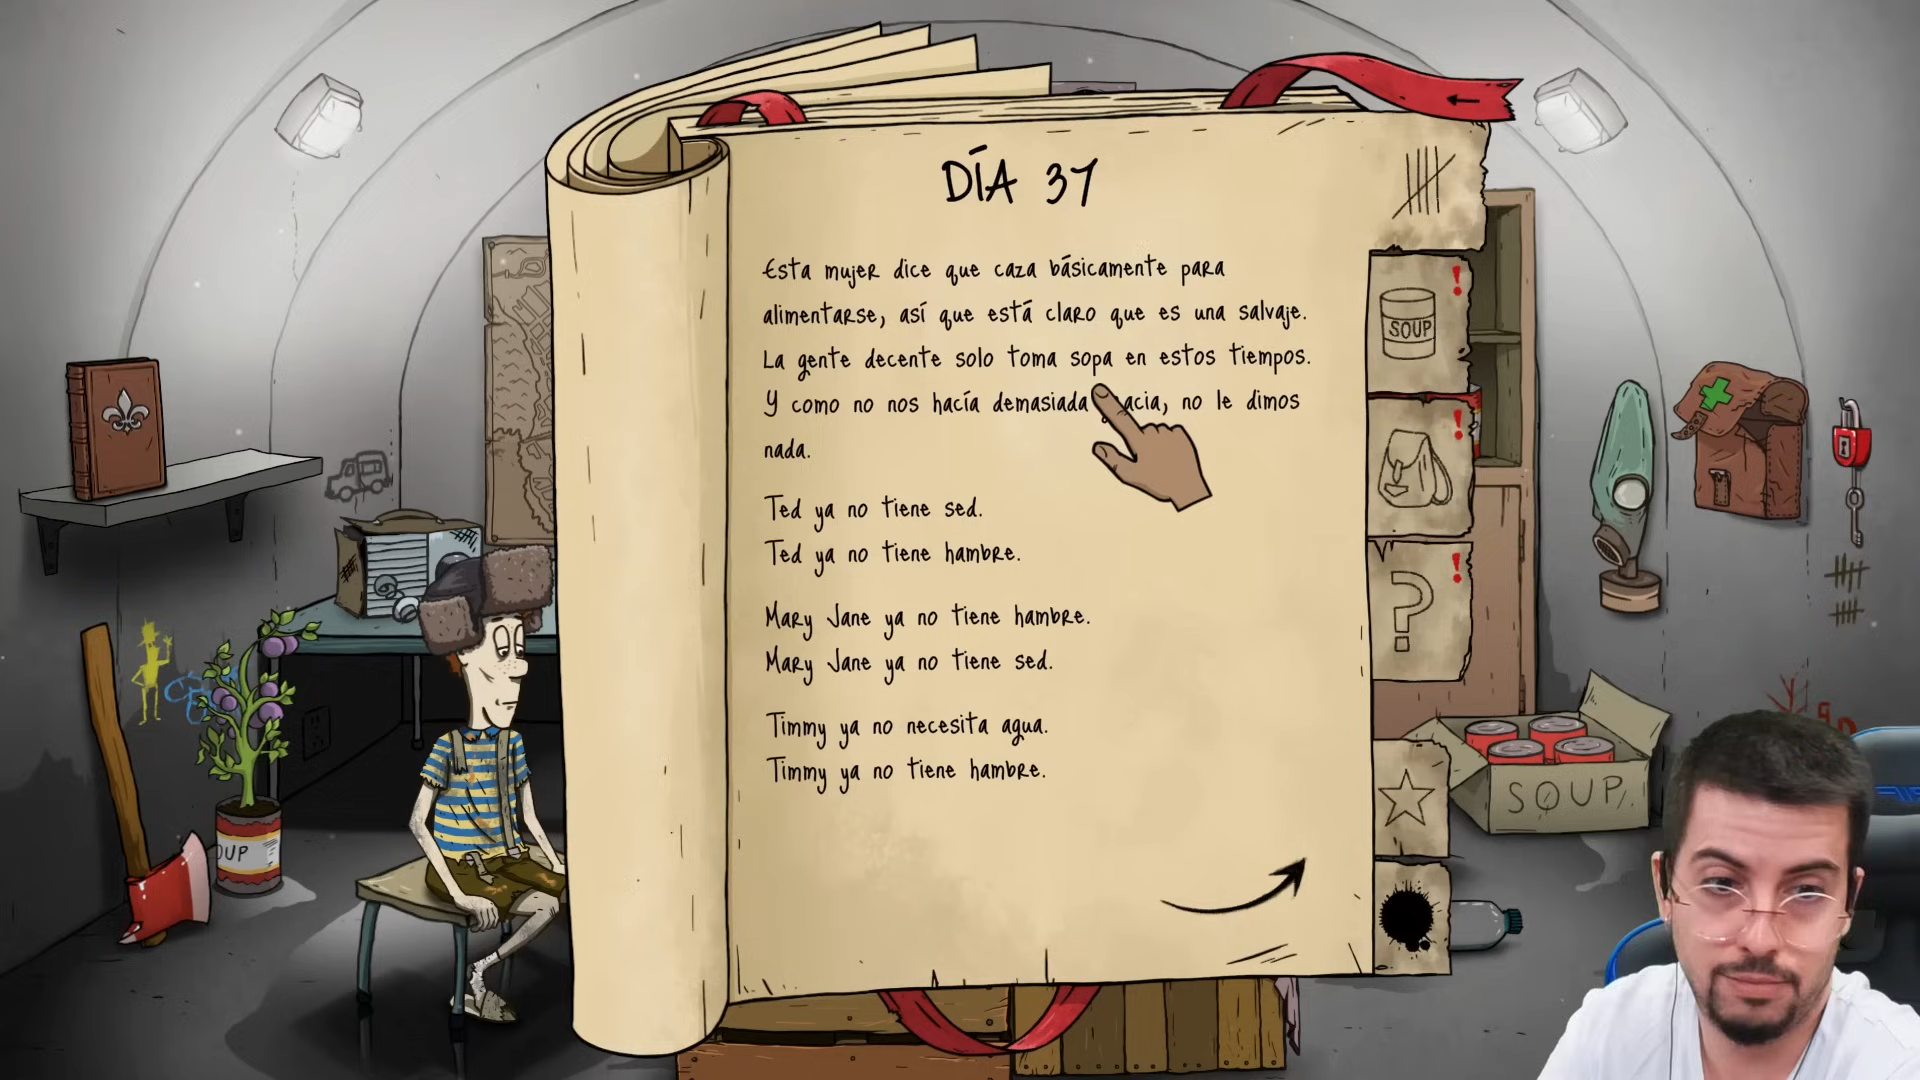 DÍA 37
Esta mujer dice que caza básicamente para
alimentarse, así que está claro que es una salvaje.
La gente decente solo toma sopa en estos tiempos.
Y como no nos hacía demasiada acia, no le dimos
nada.
Ted ya no tiene sed.
Ted ya no tiene hambre.
Mary Jane ya no tiene hambre.
Mary Jane ya no tiene sed.
Timmy ya no necesita agua.
Timmy ya no tiene hambre.
SOUP
!
!
?
!
SOUP
OUP